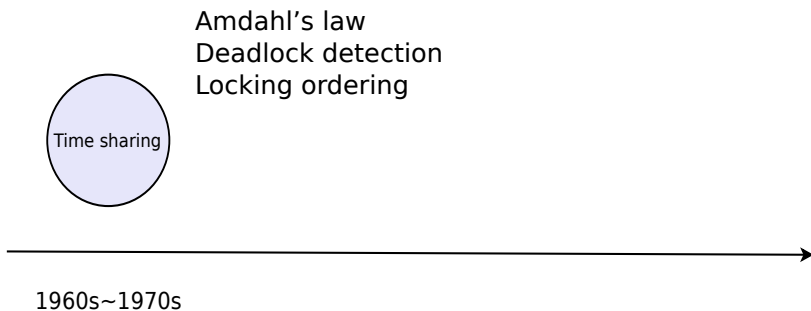 Amdahl’s law
Deadlock detection
Locking ordering
Time sharing
1960s~1970s